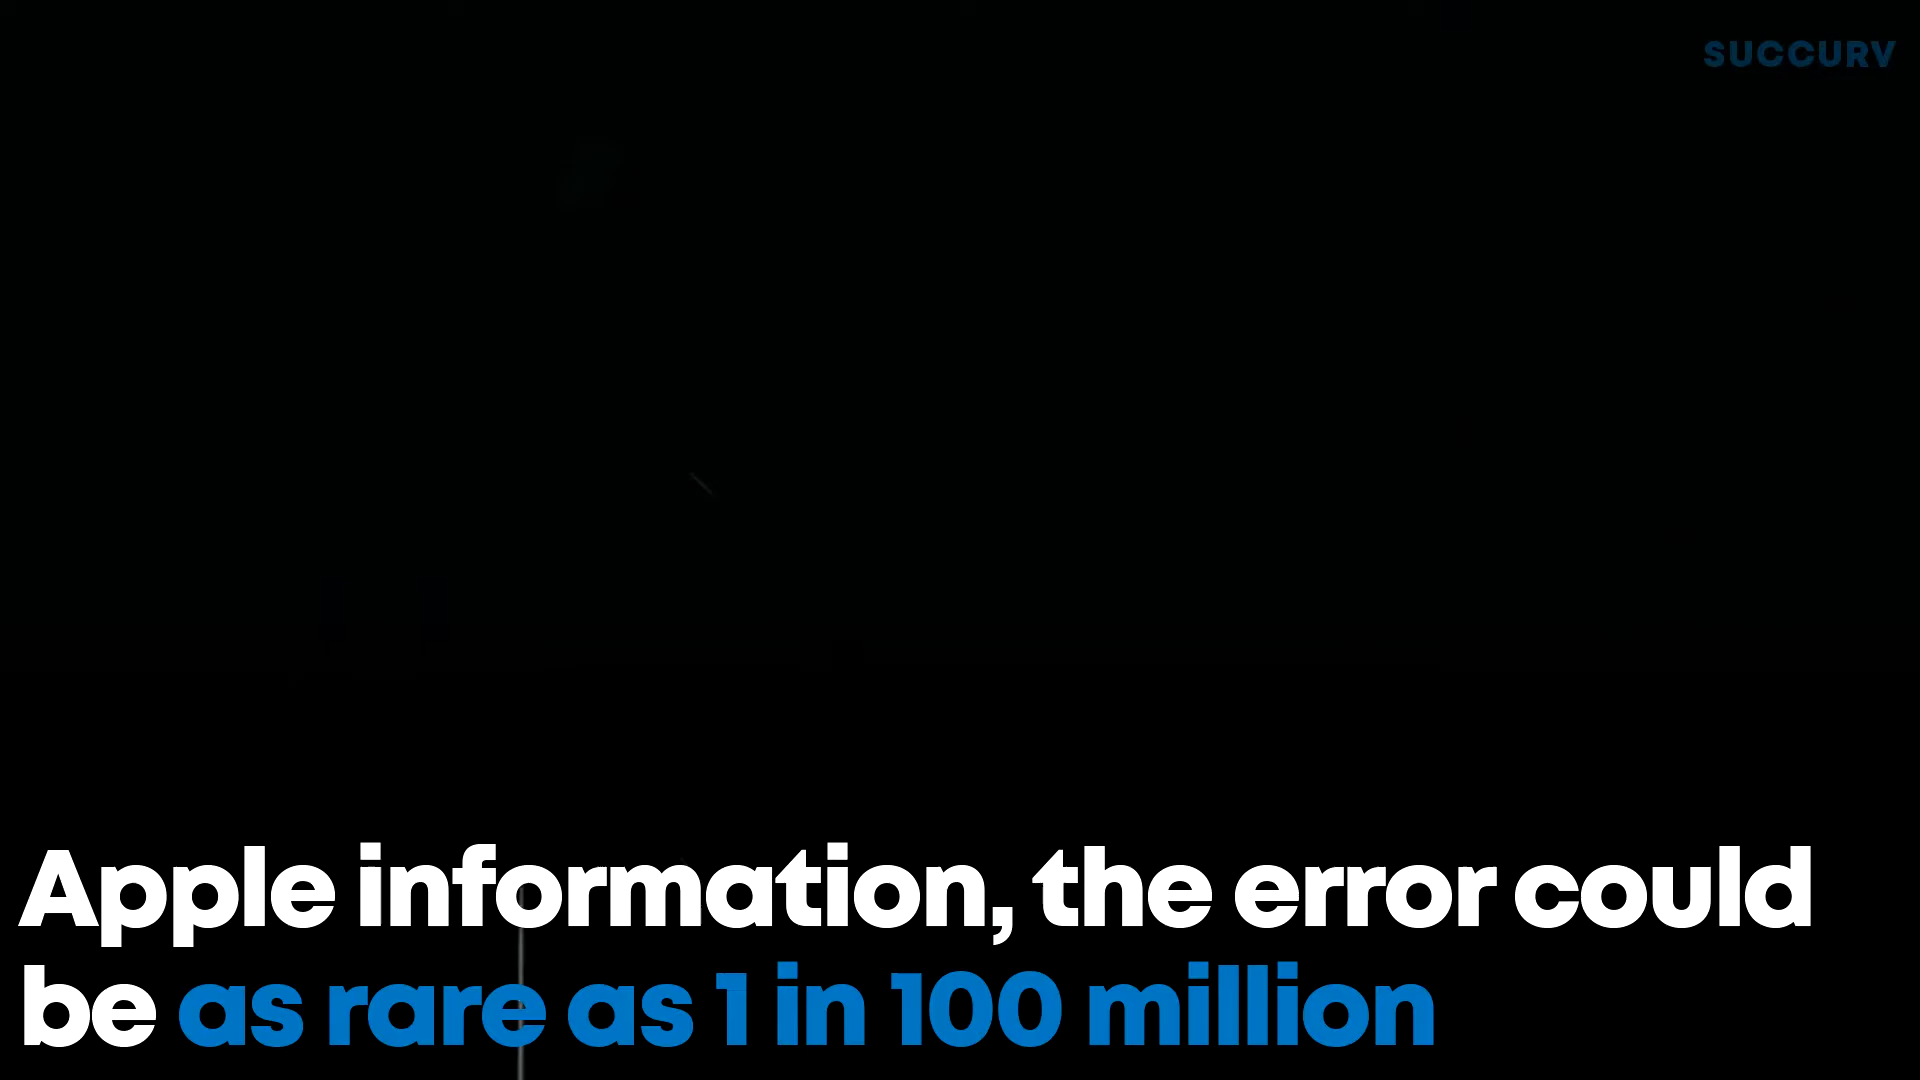 SUCCURV
Apple information, the error could
be as rare as 1 in 100 million